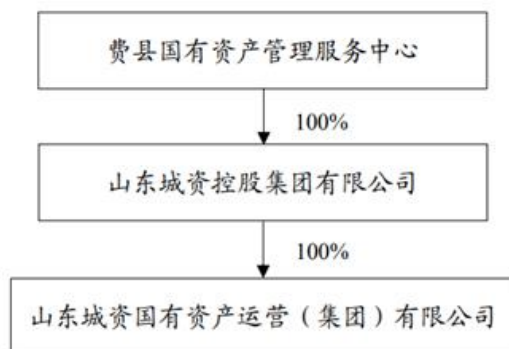 费县国有资产管理服务中心
100%
山东城资控股集团有限公司
100%
山东城资国有资产运营（集团）有限公司